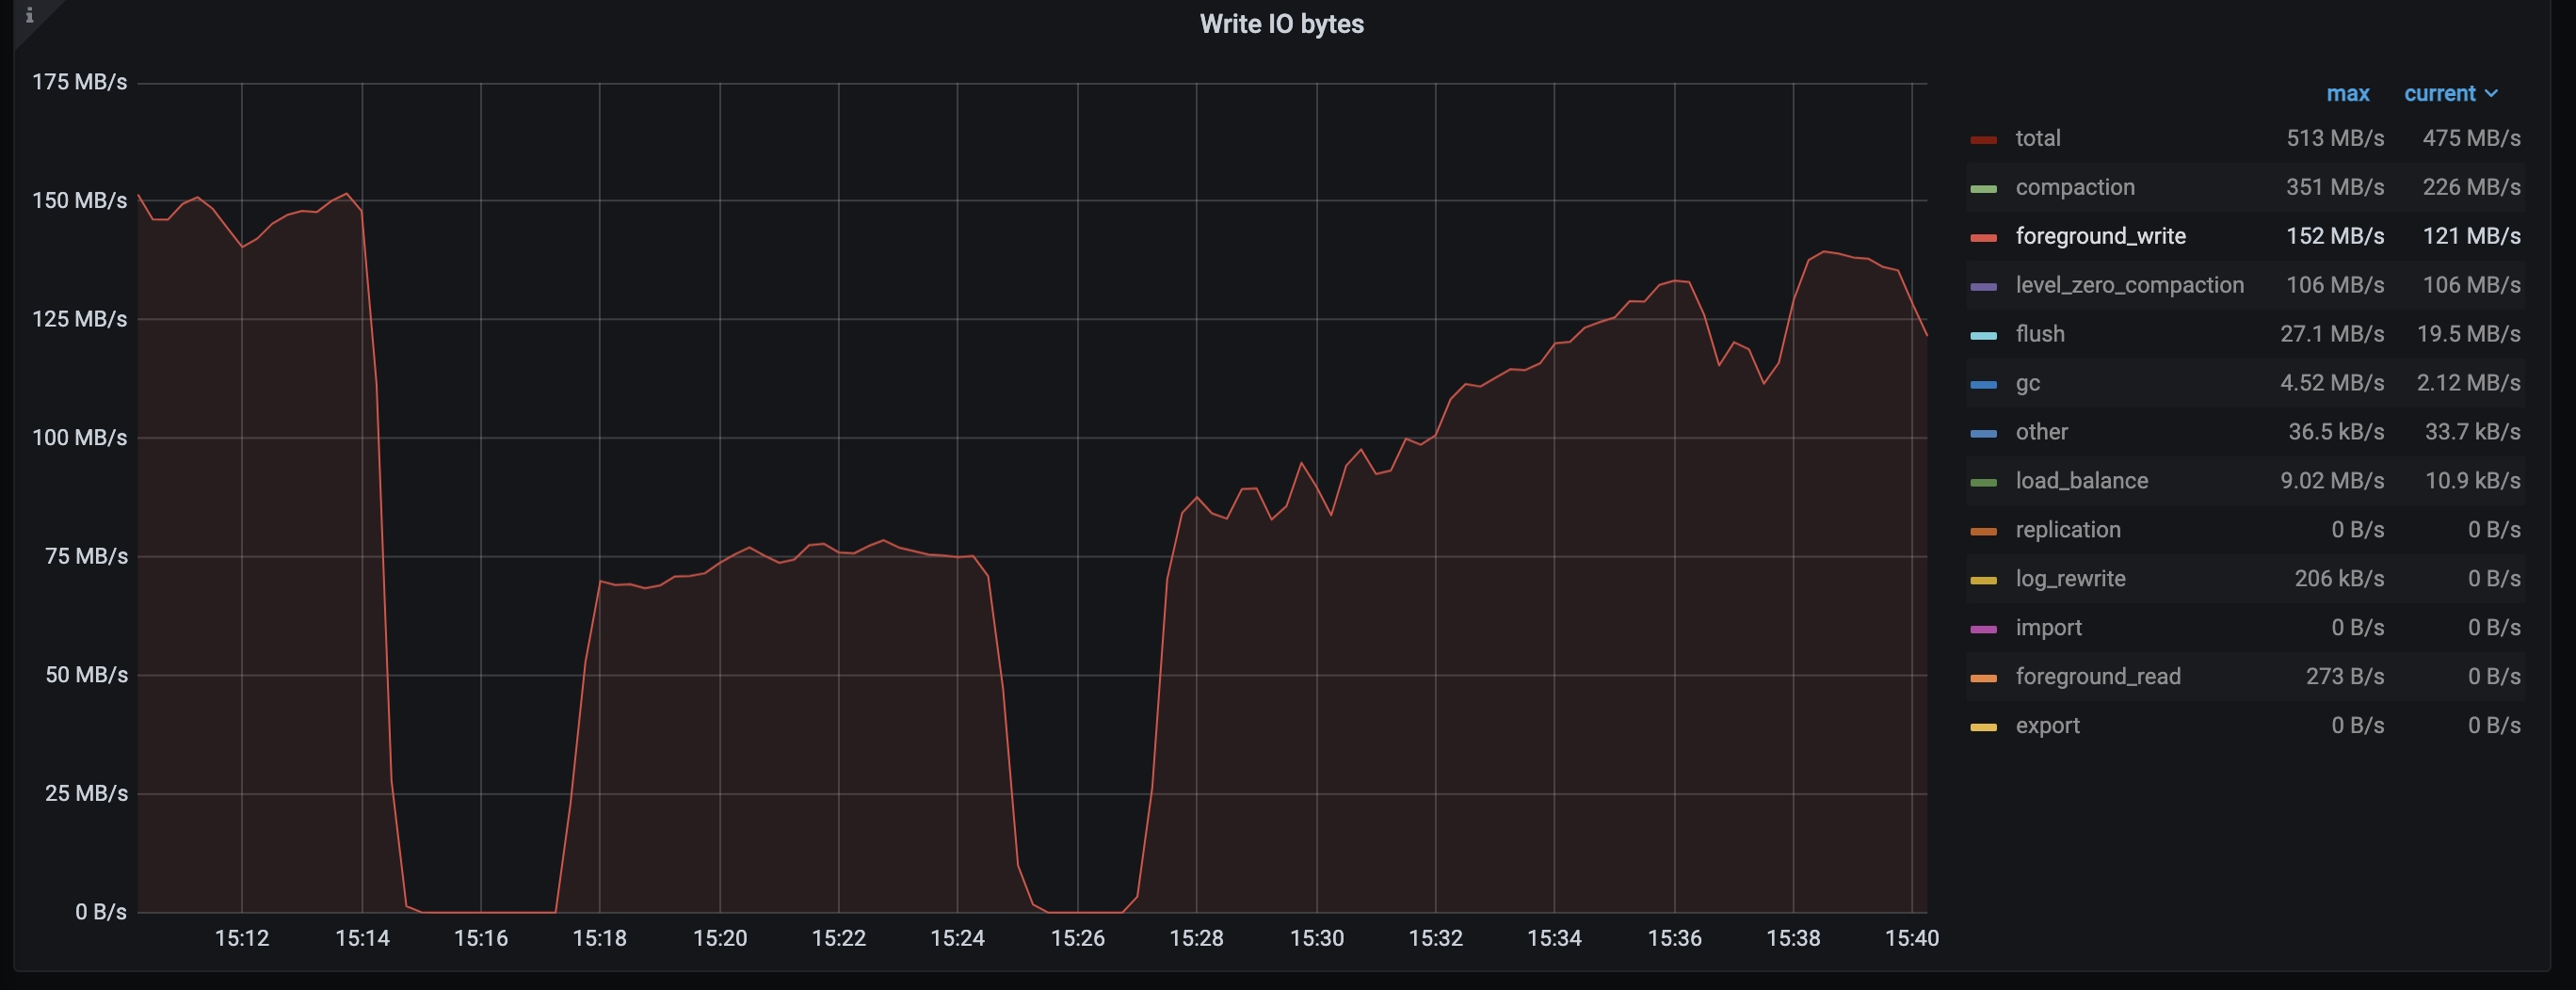 i
Write IO bytes
175 MB/s
150 MB/s
125 MB/s
100 MB/s
75 MB/s
50 MB/s
25 MB/s
0 B/s
15:12 15:14 15:16 15:18 15:20 15:22 15:24 15:26 15:28 15:30 15:32 15:34 15:36 15:38 15:40
max current
total 513 MB/s 475 MB/s
compaction 351 MB/s 226 MB/s
foreground_write 152 MB/s 121 MB/s
level_zero_compaction 106 MB/s 106 MB/s
flush 27.1 MB/s 19.5 MB/s
gc 4.52 MB/s 2.12 MB/s
other 36.5 kB/s 33.7 kB/s
load_balance 9.02 MB/s 10.9 kB/s
replication 0 B/s 0 B/s
log_rewrite 206 kB/s 0 B/s
import 0 B/s 0 B/s
foreground_read 273 B/s 0 B/s
export 0 B/s 0 B/s